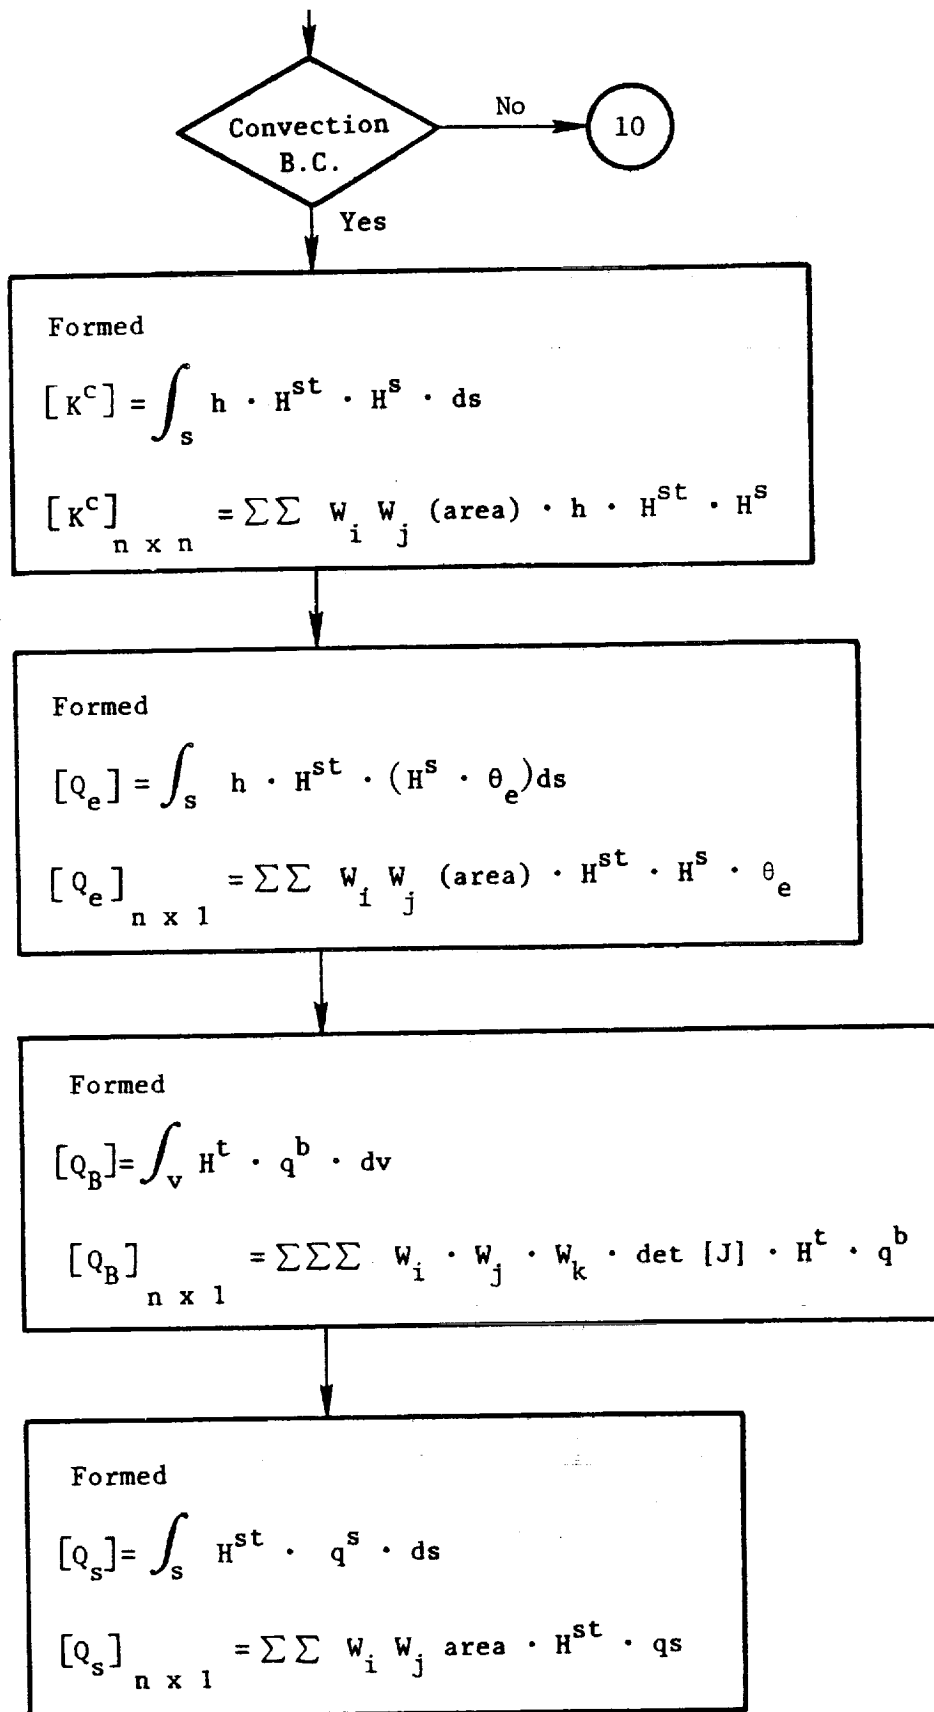 Convection
B.C.
No
10
Yes
Formed
[K^c] = ∫_s h · H^st · H^s · ds
[K^c]_n x n = ΣΣ W_i W_j (area) · h · H^st · H^s
Formed
[Q_e] = ∫_s h · H^st · (H^s · θ_e)ds
[Q_e]_n x 1 = ΣΣ W_i W_j (area) · H^st · H^s · θ_e
Formed
[Q_B]= ∫_v H^t · q^b · dv
[Q_B]_n x 1 = ΣΣΣ W_i · W_j · W_k · det [J] · H^t · q^b
Formed
[Q_s]= ∫_s H^st · q^s · ds
[Q_s]_n x 1 = ΣΣ W_i W_j area · H^st · qs